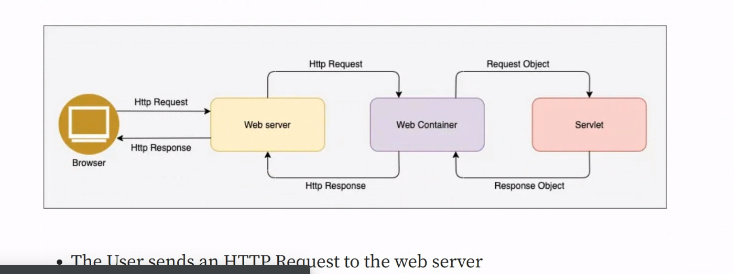 Http Request
Request Object
Http Request
Web server
Web Container
Servlet
Http Response
Browser
Http Response
Response Object
• The User sends an HTTP Request to the web server